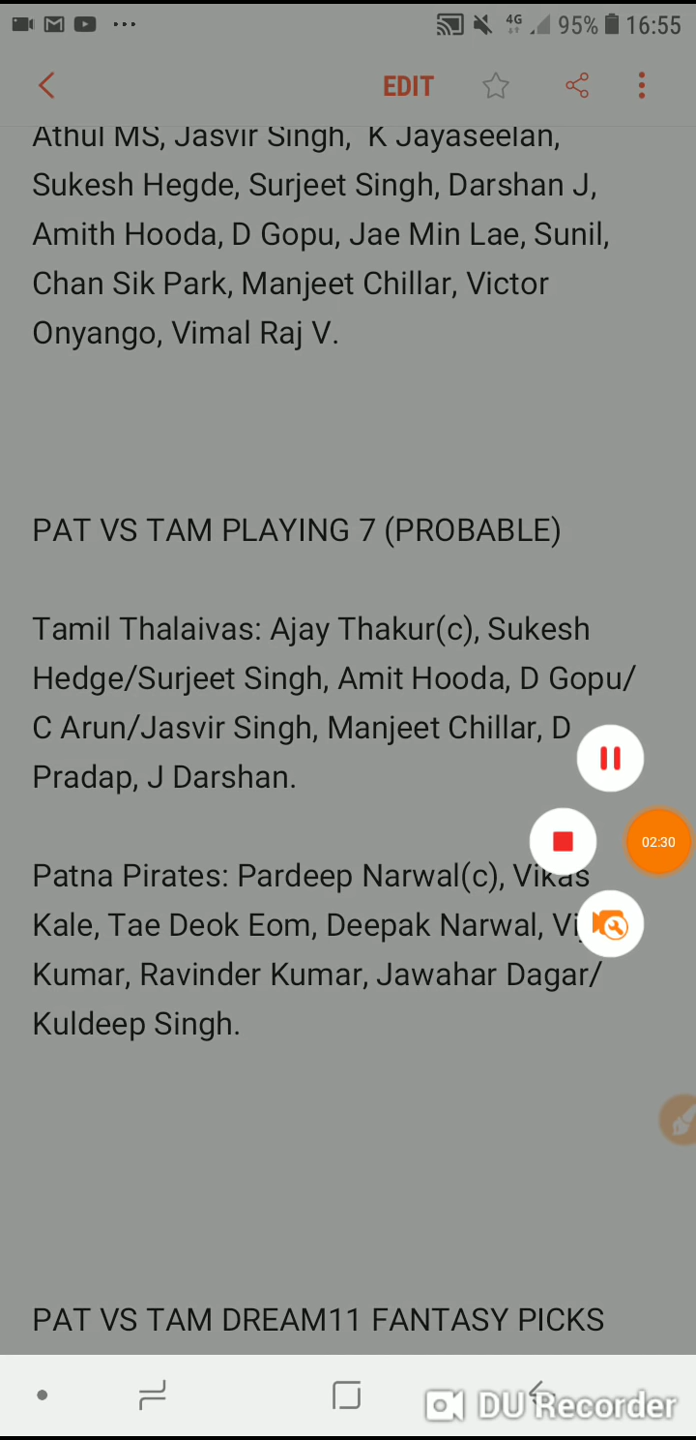 4G 95% 16:55
EDIT
Athul MS, Jasvir Singh, K Jayaseelan,
Sukesh Hegde, Surjeet Singh, Darshan J,
Amith Hooda, D Gopu, Jae Min Lae, Sunil,
Chan Sik Park, Manjeet Chillar, Victor
Onyango, Vimal Raj V.
PAT VS TAM PLAYING 7 (PROBABLE)
Tamil Thalaivas: Ajay Thakur(c), Sukesh
Hedge/Surjeet Singh, Amit Hooda, D Gopu/
C Arun/Jasvir Singh, Manjeet Chillar, D
Pradap, J Darshan.
02:30
Patna Pirates: Pardeep Narwal(c), Vikas
Kale, Tae Deok Eom, Deepak Narwal,
Kumar, Ravinder Kumar, Jawahar Dagar/
Kuldeep Singh.
PAT VS TAM DREAM11 FANTASY PICKS
DU Recorder